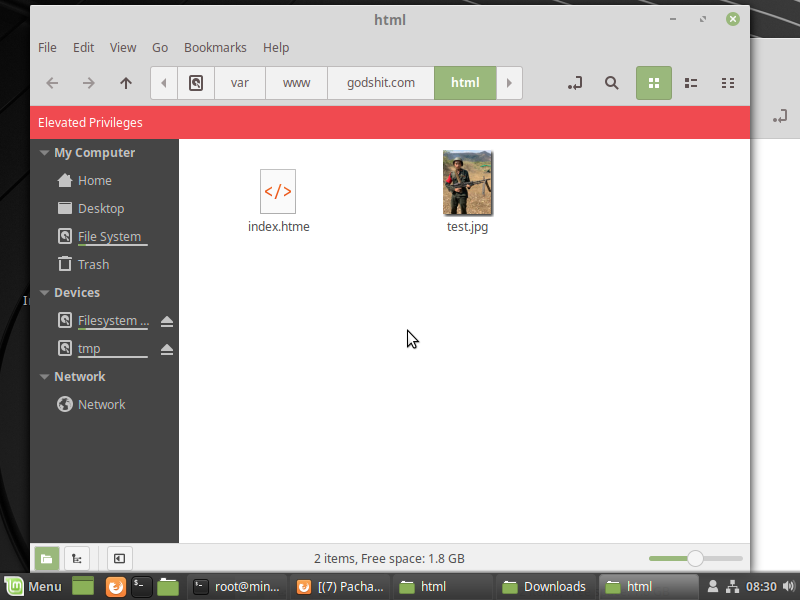 html
File Edit View Go Bookmarks Help
var www godshit.com html
Elevated Privileges
My Computer
Home
Desktop
File System
Trash
Devices
Filesystem ...
tmp
Network
Network
</>
index.htme
test.jpg
2 items, Free space: 1.8 GB
Menu root@min... [(7) Pacha... html Downloads html 08:30